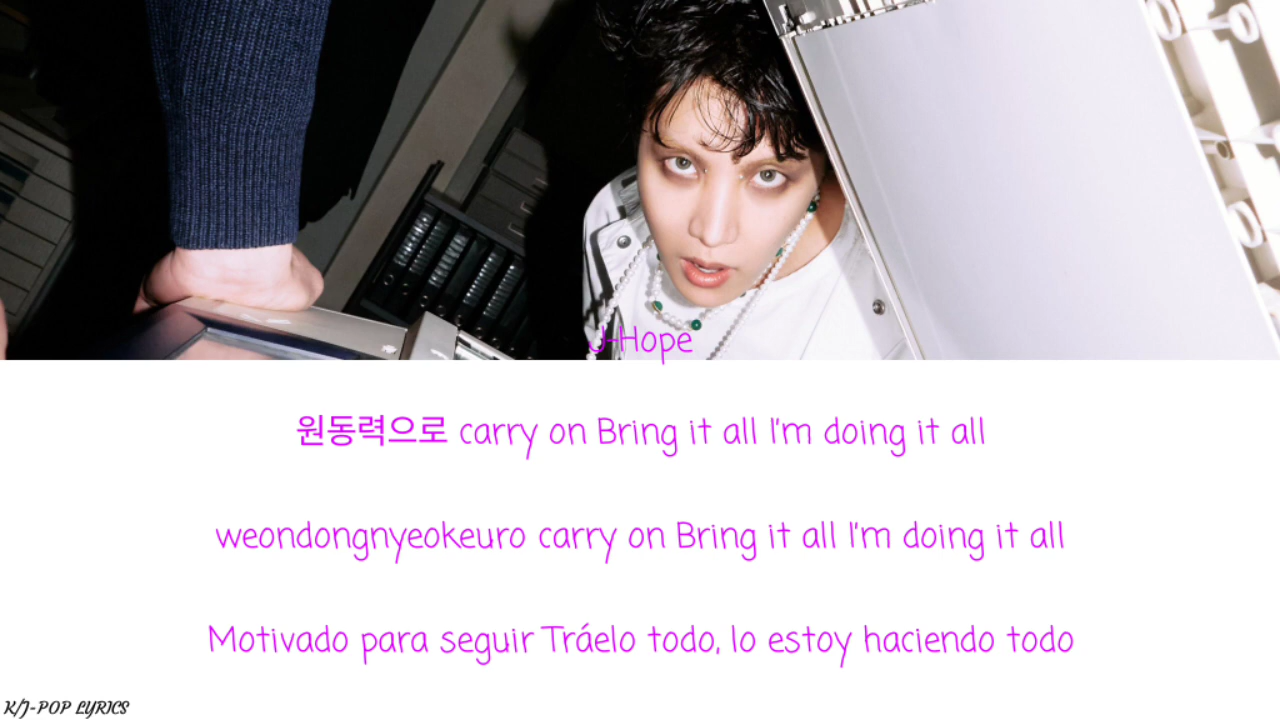 J-Hope
원동력으로 carry on Bring it all I'm doing it all
weondongnyeokeuro carry on Bring it all I'm doing it all
Motivado para seguir Tráelo todo, lo estoy haciendo todo
K/J-POP LYRICS